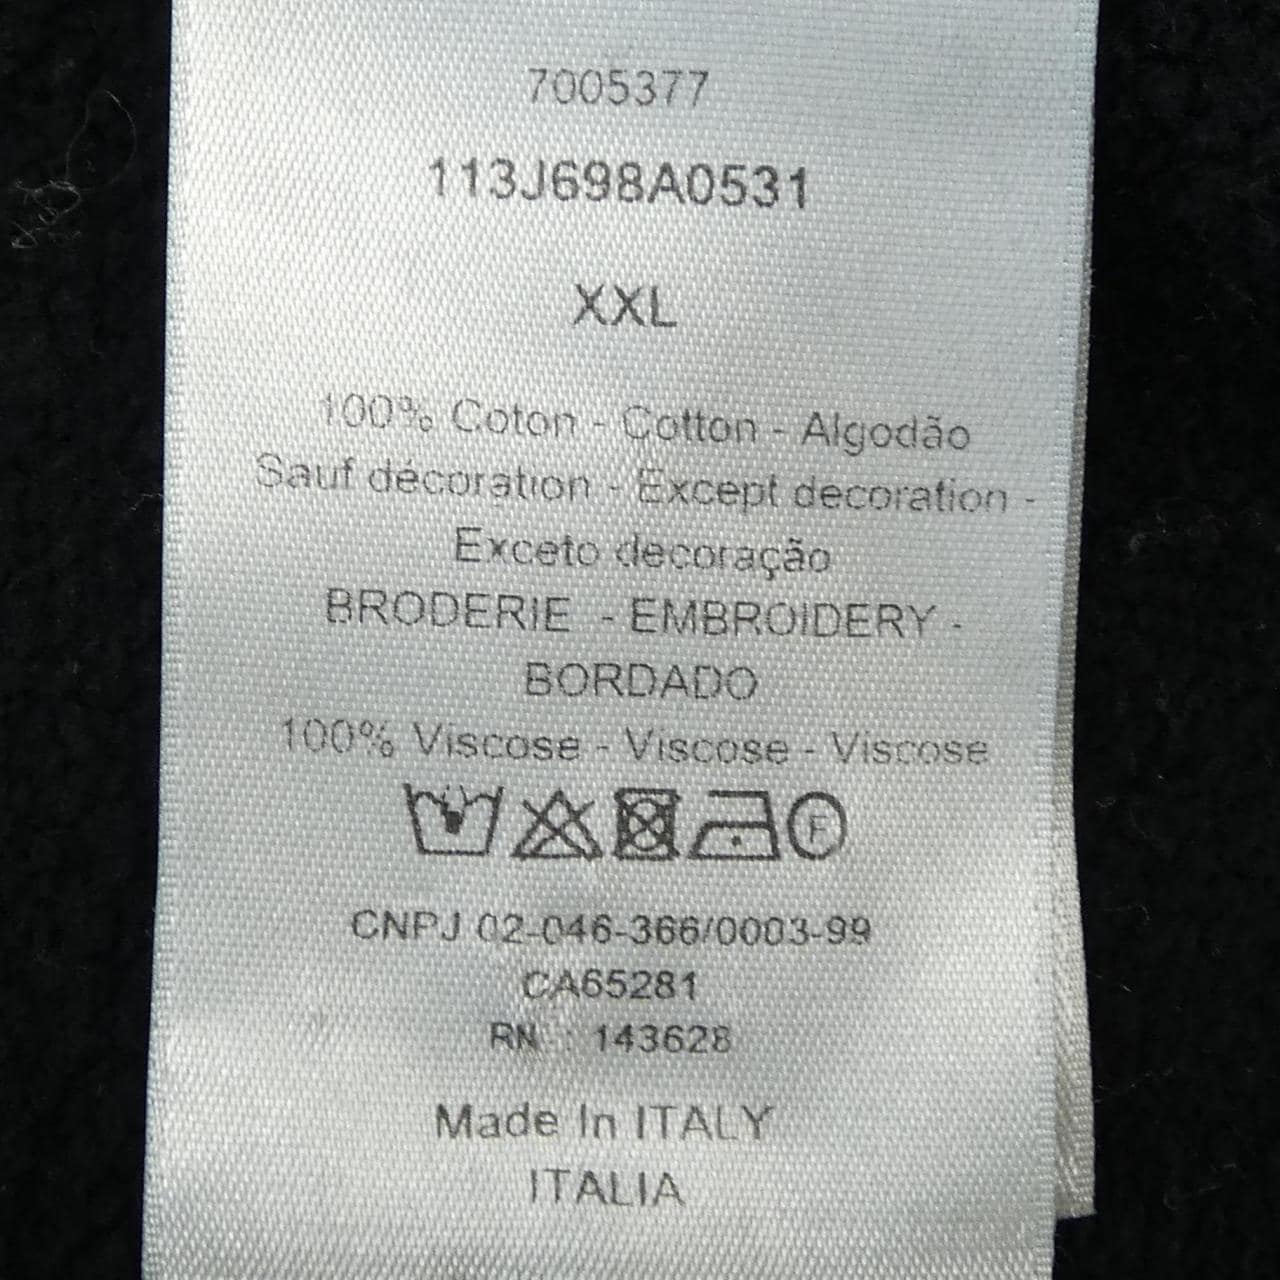 7005377
113J698A0531
XXL
100% Coton - Cotton - Algodão
Sauf décoration - Except decoration -
Exceto decoração
BRODERIE - EMBROIDERY -
BORDADO
100% Viscose - Viscose - Viscose
F
CNPJ 02-046-366/0003-99
CA65281
RN : 143628
Made In ITALY
ITALIA